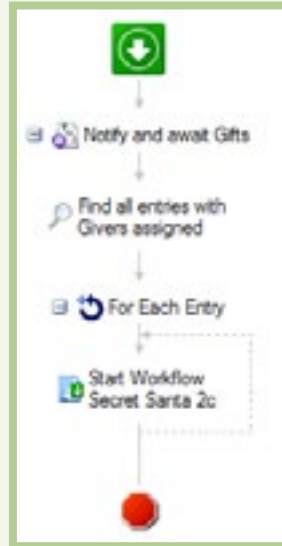 Notify and await Gifts
Find all entries with
Givers assigned
For Each Entry
Start Workflow
Secret Santa 2c